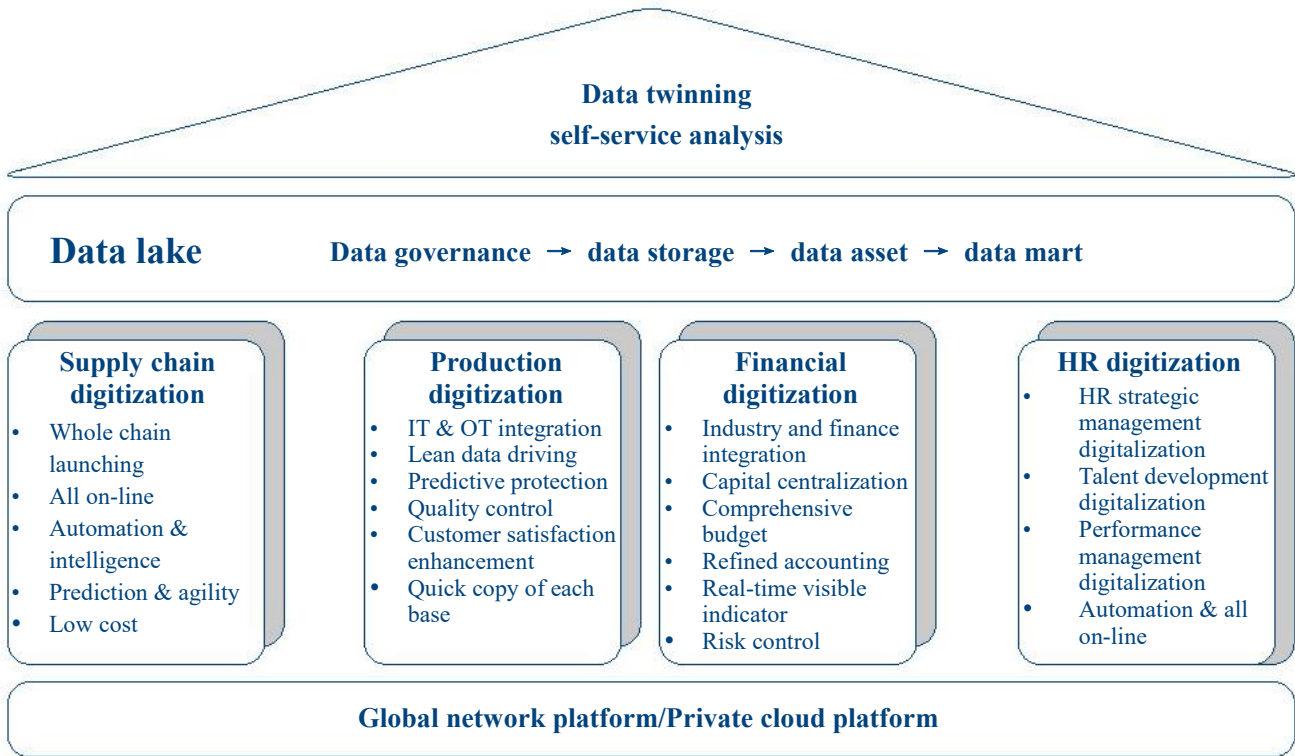 Data twinning
self-service analysis
Data lake
Data governance → data storage → data asset → data mart
Supply chain
digitization
• Whole chain
launching
• All on-line
• Automation &
intelligence
• Prediction & agility
• Low cost
Production
digitization
• IT & OT integration
• Lean data driving
• Predictive protection
• Quality control
• Customer satisfaction
enhancement
• Quick copy of each
base
Financial
digitization
• Industry and finance
integration
• Capital centralization
• Comprehensive
budget
• Refined accounting
• Real-time visible
indicator
• Risk control
HR digitization
• HR strategic
management
digitalization
• Talent development
digitalization
• Performance
management
digitalization
• Automation & all
on-line
Global network platform/Private cloud platform